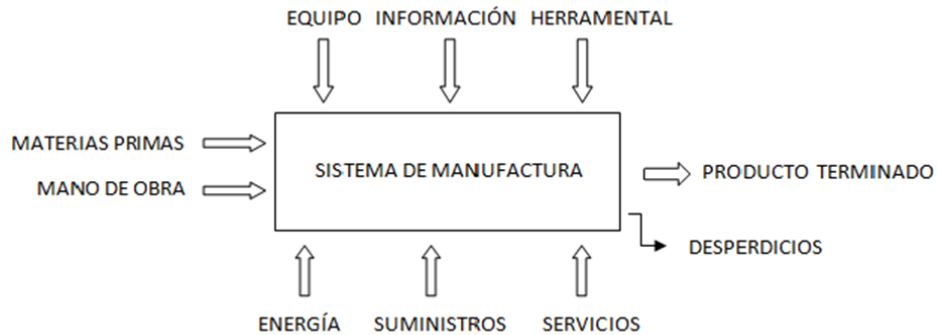 EQUIPO INFORMACIÓN HERRAMENTAL
MATERIAS PRIMAS
SISTEMA DE MANUFACTURA
PRODUCTO TERMINADO
MANO DE OBRA
DESPERDICIOS
ENERGÍA SUMINISTROS SERVICIOS